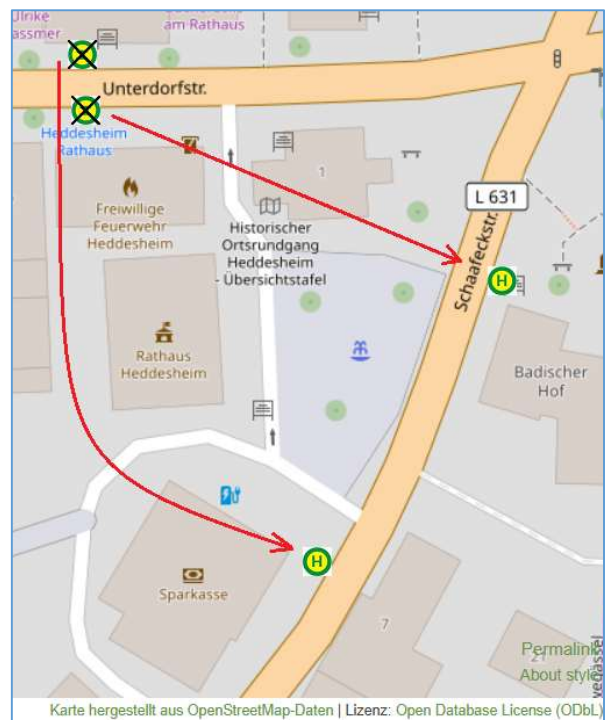 Ulrike
assmer
am Rathaus
Unterdorfstr.
Heddesheim
Rathaus
1
L 631
Freiwillige
Feuerwehr
Heddesheim
Historischer
Ortsrundgang
Heddesheim
- Übersichtstafel
Schaafeckstr.
H
Rathaus
Heddesheim
Badischer
Hof
H
Sparkasse
7
21
Permalink
About style
Karte hergestellt aus OpenStreetMap-Daten | Lizenz: Open Database License (ODbL)